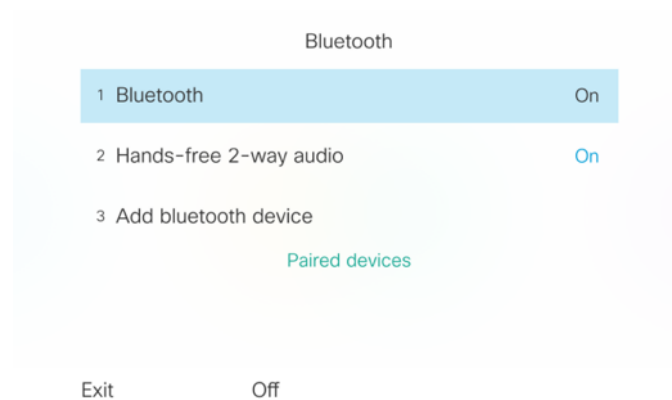 Bluetooth
1 Bluetooth On
2 Hands-free 2-way audio On
3 Add bluetooth device
Paired devices
Exit Off